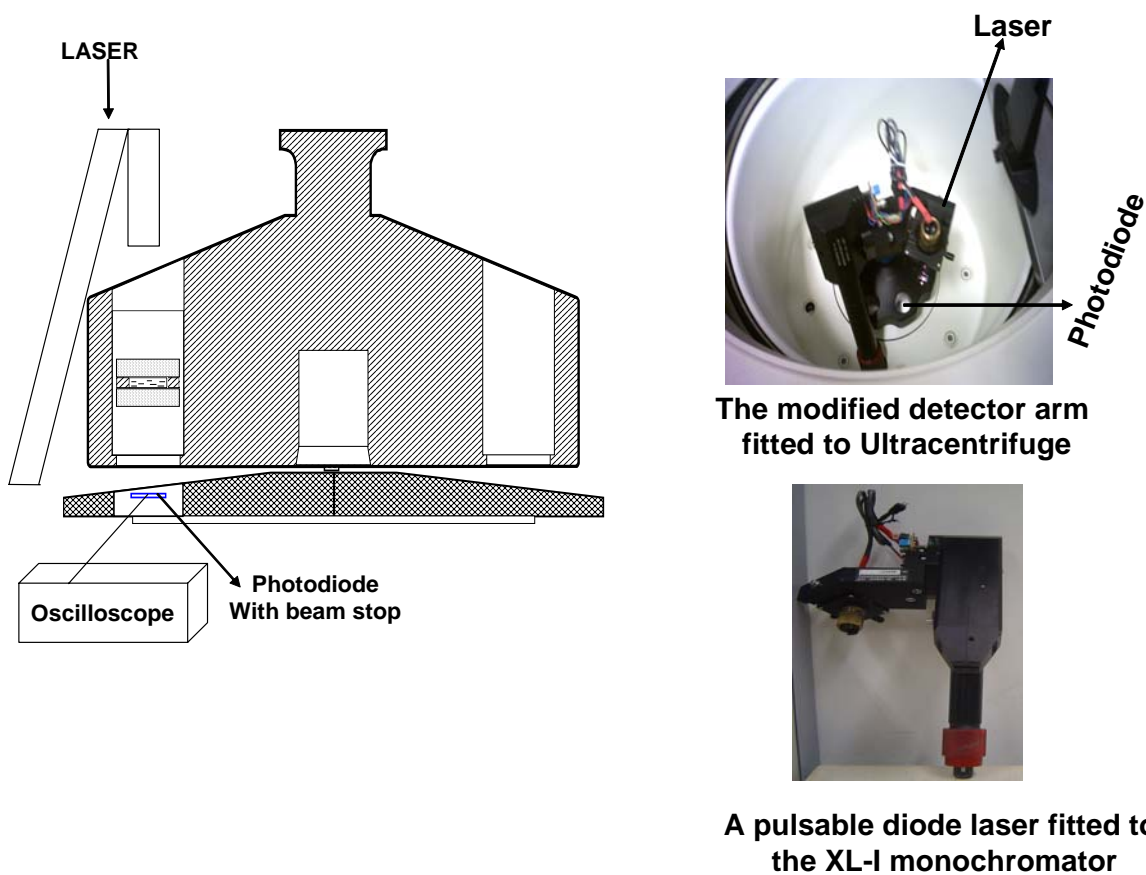 LASER
Oscilloscope
Photodiode
With beam stop
Laser
Photodiode
The modified detector arm
fitted to Ultracentrifuge
A pulsable diode laser fitted to
the XL-I monochromator